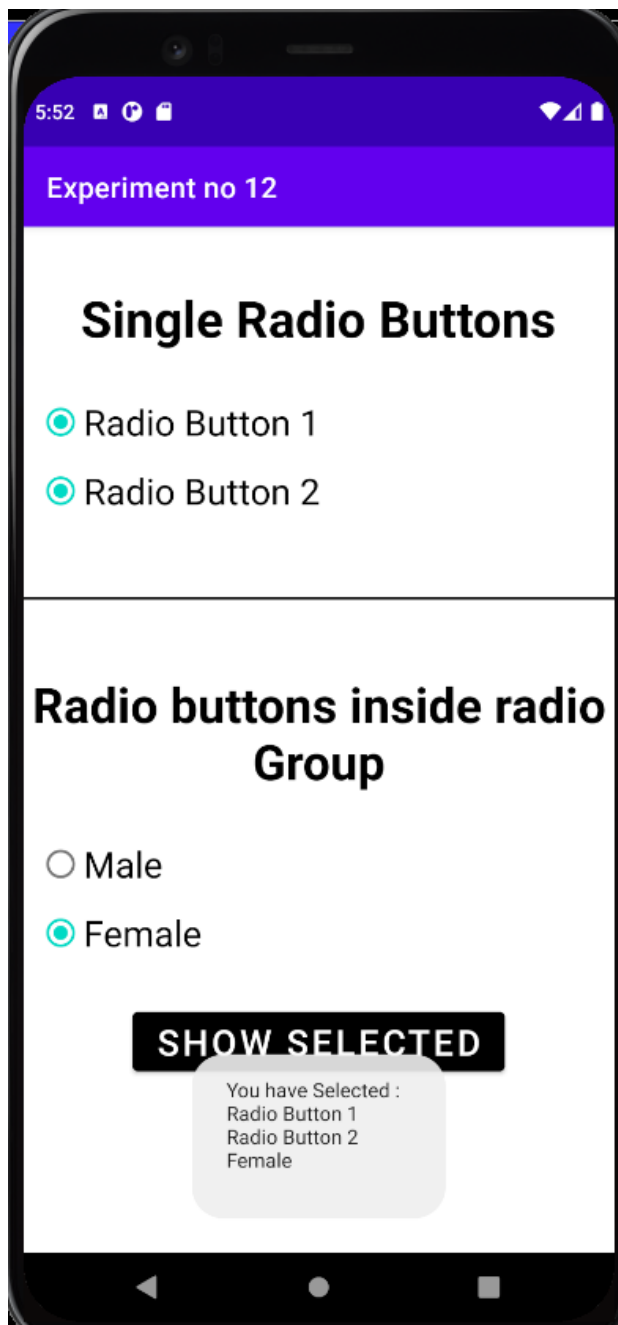 5:52
Experiment no 12
Single Radio Buttons
Radio Button 1
Radio Button 2
Radio buttons inside radio
Group
Male
Female
SHOW SELECTED
You have Selected :
Radio Button 1
Radio Button 2
Female